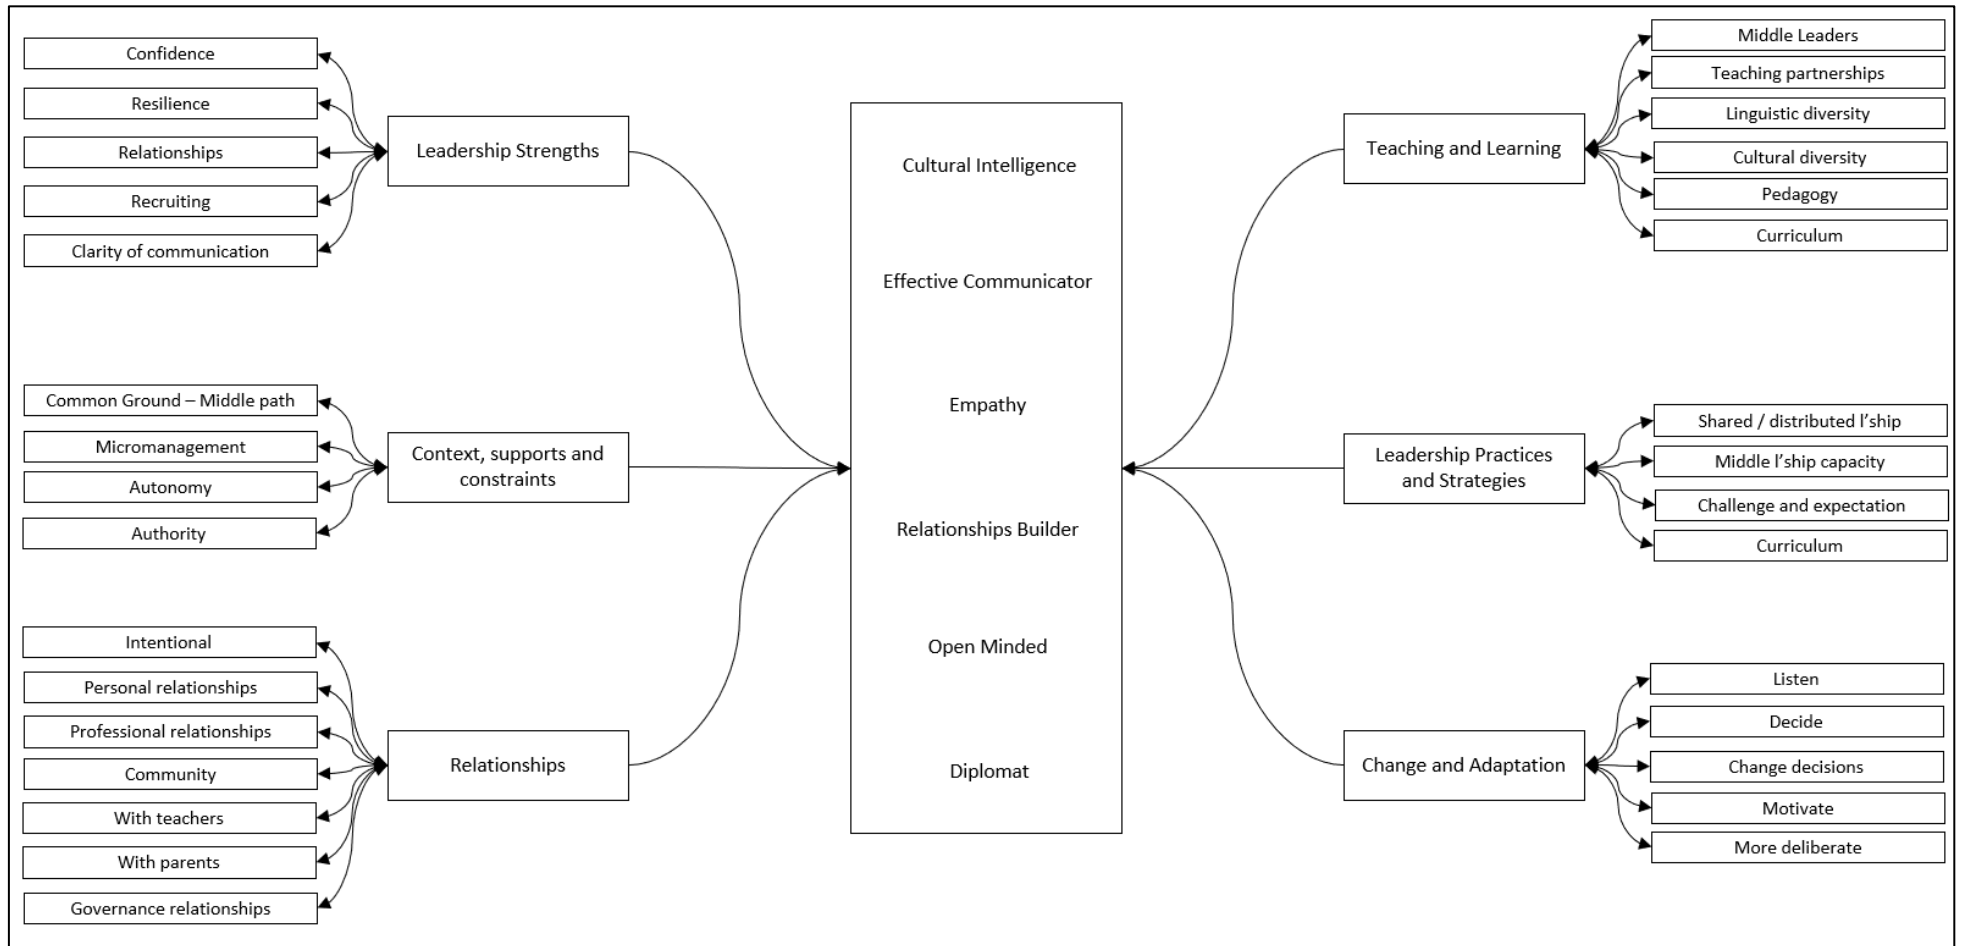 Confidence
Resilience
Relationships
Recruiting
Clarity of communication
Leadership Strengths
Common Ground – Middle path
Micromanagement
Autonomy
Authority
Context, supports and
constraints
Intentional
Personal relationships
Professional relationships
Community
With teachers
With parents
Governance relationships
Relationships
Cultural Intelligence
Effective Communicator
Empathy
Relationships Builder
Open Minded
Diplomat
Teaching and Learning
Middle Leaders
Teaching partnerships
Linguistic diversity
Cultural diversity
Pedagogy
Curriculum
Leadership Practices
and Strategies
Shared / distributed l’ship
Middle l’ship capacity
Challenge and expectation
Curriculum
Change and Adaptation
Listen
Decide
Change decisions
Motivate
More deliberate